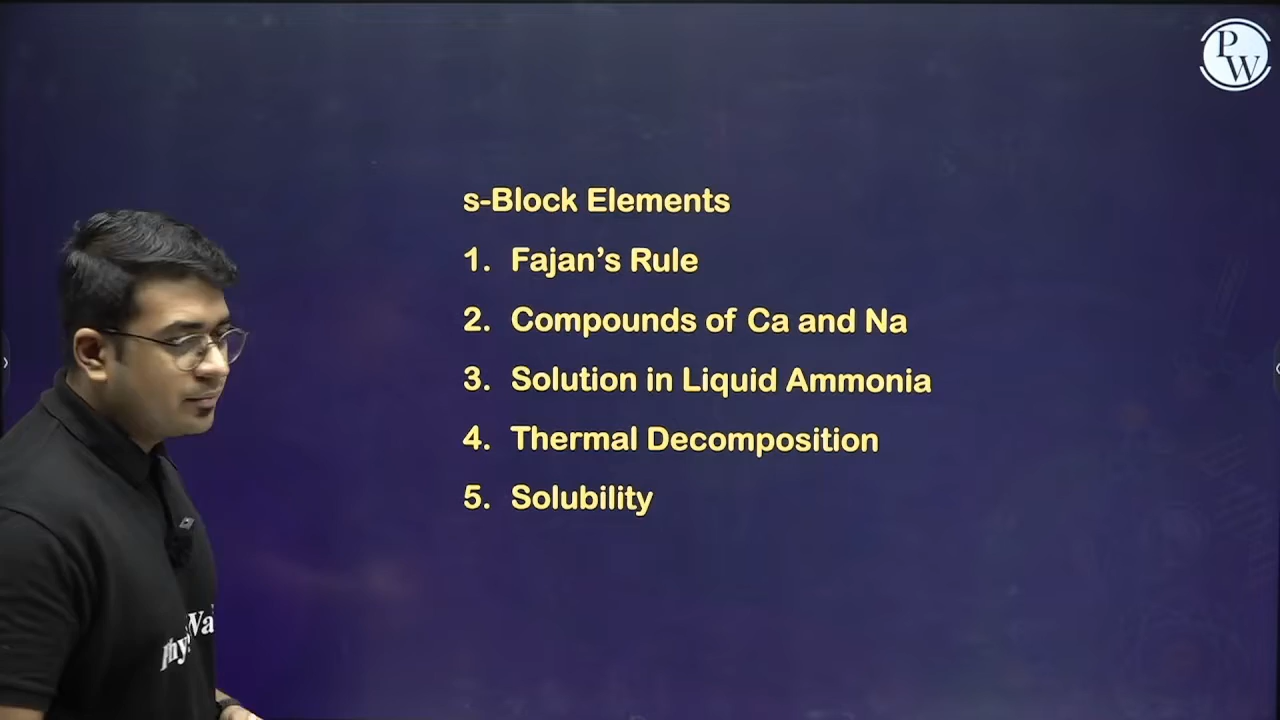 PW
s-Block Elements
1. Fajan’s Rule
2. Compounds of Ca and Na
3. Solution in Liquid Ammonia
4. Thermal Decomposition
5. Solubility